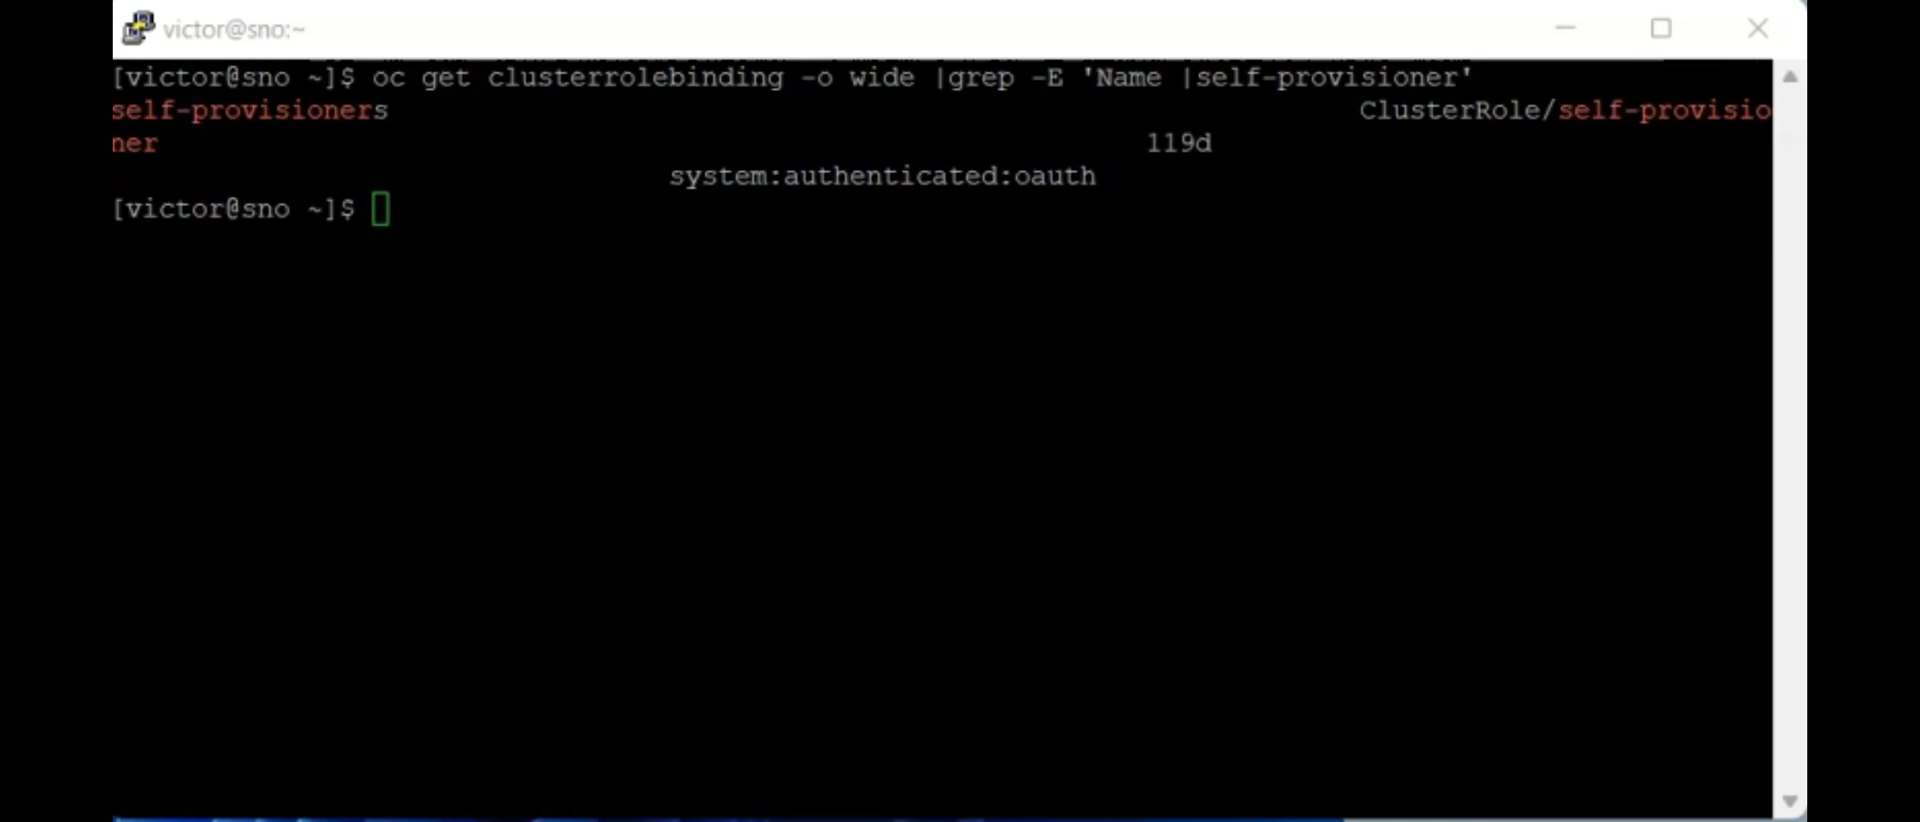 victor@sno:~
[victor@sno ~]$ oc get clusterrolebinding -o wide |grep -E 'Name |self-provisioner'
self-provisioners ClusterRole/self-provisio
ner 119d
system:authenticated:oauth
[victor@sno ~]$